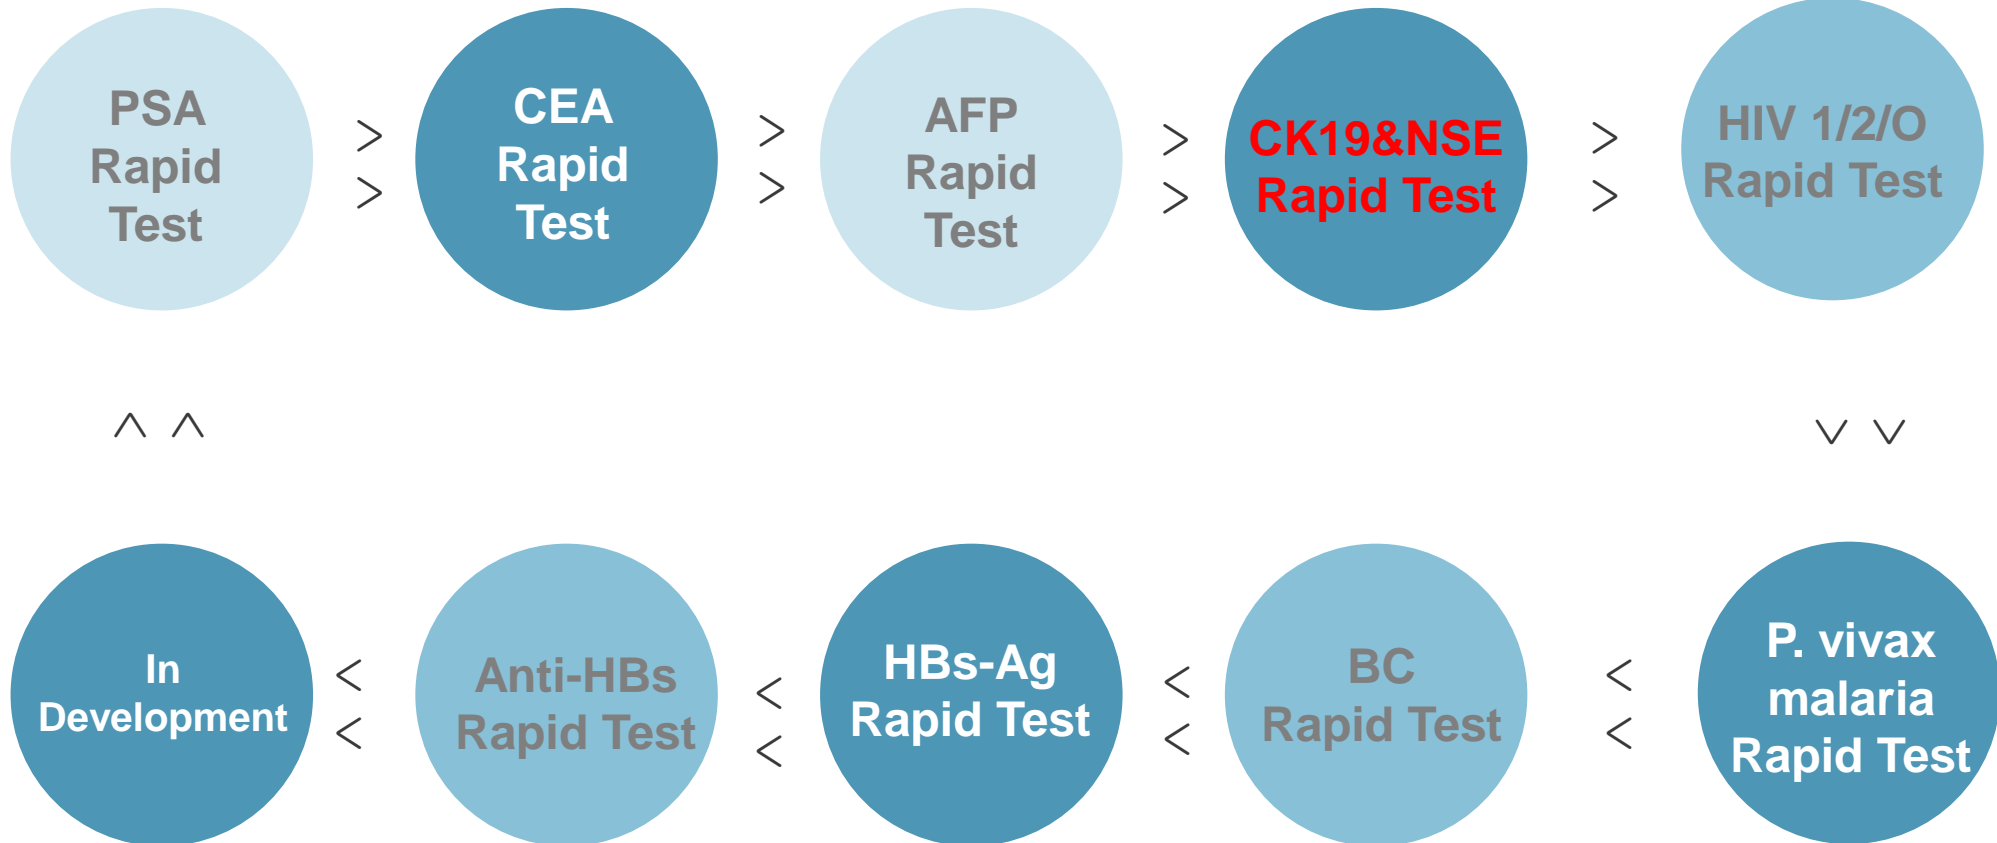 PSA
Rapid
Test
>
>
CEA
Rapid
Test
>
>
AFP
Rapid
Test
>
>
CK19&NSE
Rapid Test
>
>
HIV 1/2/O
Rapid Test
In
Development
<
<
Anti-HBs
Rapid Test
<
<
HBs-Ag
Rapid Test
<
<
BC
Rapid Test
<
<
P. vivax
malaria
Rapid Test